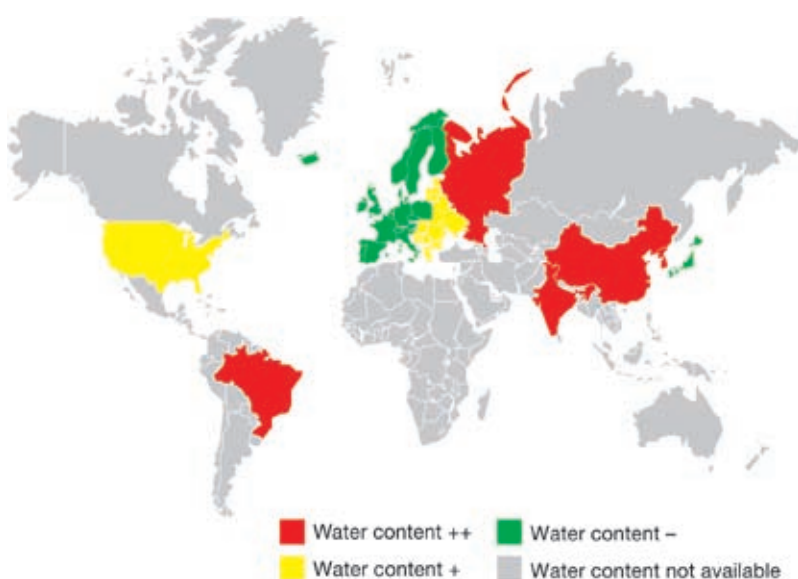 Water content ++
Water content –
Water content +
Water content not available